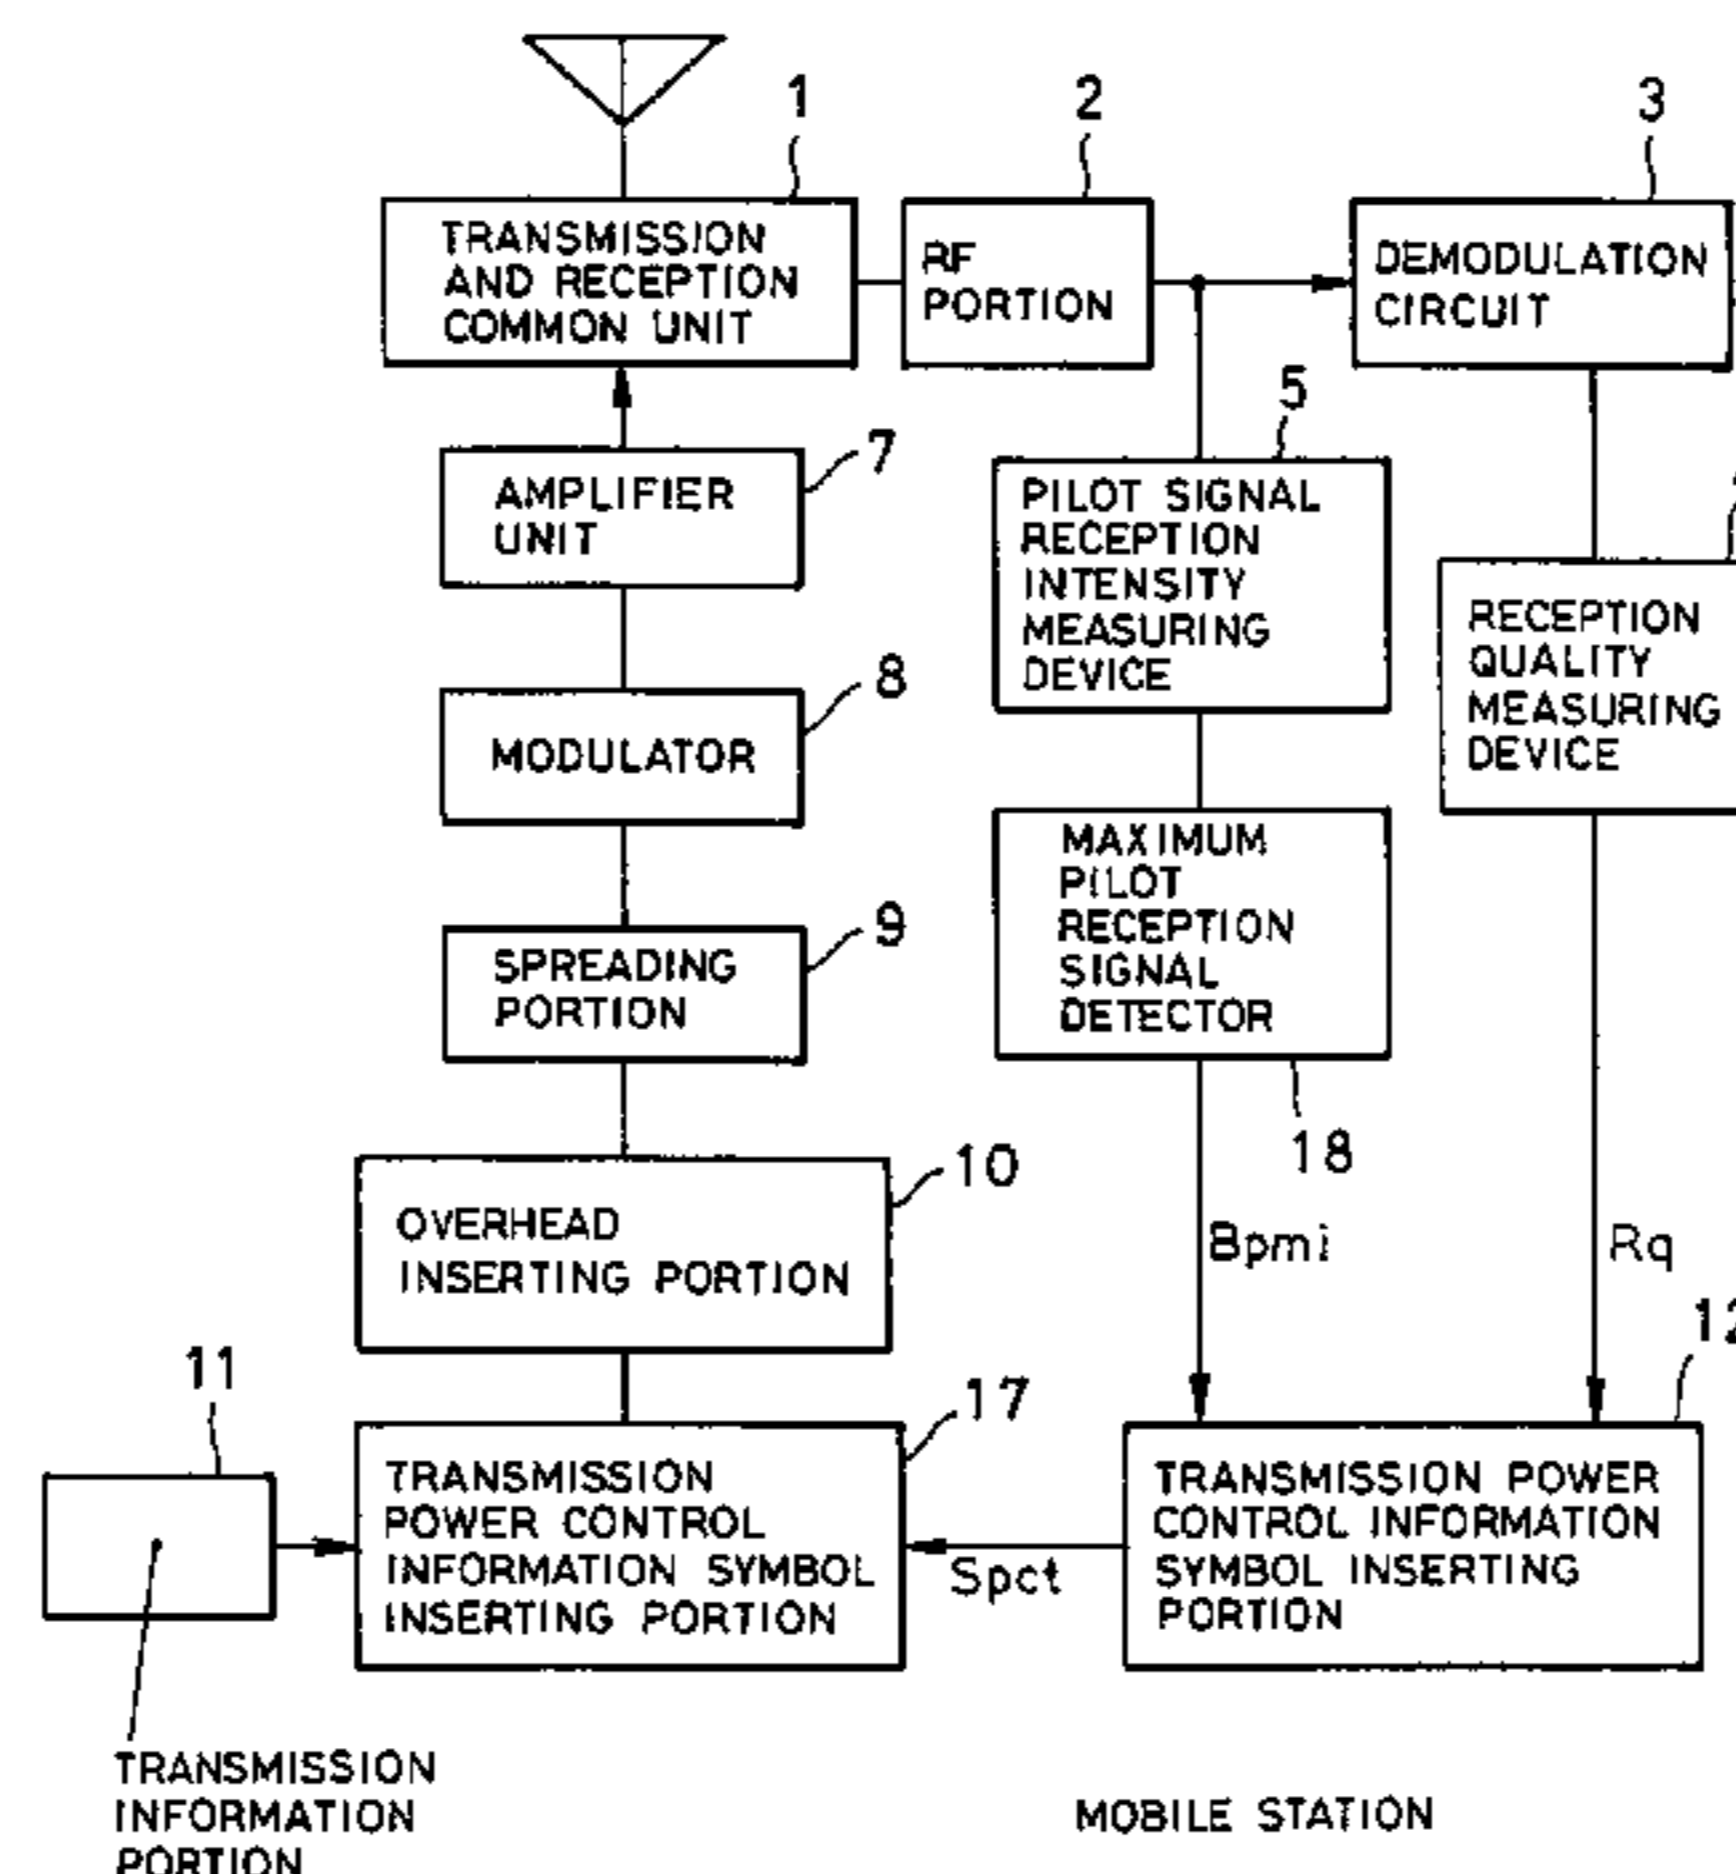 1
2
3
TRANSMISSION
AND RECEPTION
COMMON UNIT
RF
PORTION
DEMODULATION
CIRCUIT
5
7
AMPLIFIER
UNIT
PILOT SIGNAL
RECEPTION
INTENSITY
MEASURING
DEVICE
RECEPTION
QUALITY
MEASURING
DEVICE
8
MODULATOR
MAXIMUM
PILOT
RECEPTION
SIGNAL
DETECTOR
9
SPREADING
PORTION
18
10
OVERHEAD
INSERTING PORTION
Bpmi
Rq
12
11
17
TRANSMISSION
POWER CONTROL
INFORMATION SYMBOL
INSERTING PORTION
Spct
TRANSMISSION POWER
CONTROL INFORMATION
SYMBOL INSERTING
PORTION
TRANSMISSION
INFORMATION
PORTION
MOBILE STATION